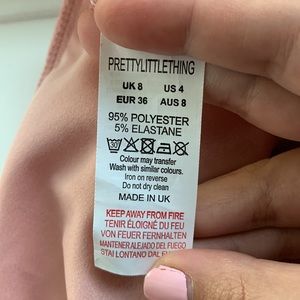 PRETTYLITTLETHING
UK 8 US 4
EUR 36 AUS 8
95% POLYESTER
5% ELASTANE
Colour may transfer
Wash with similar colours.
Iron on reverse
Do not dry clean
MADE IN UK
KEEP AWAY FROM FIRE
TENIR ÉLOIGNÉ DU FEU
VON FEUER FERNHALTEN
MANTENER ALEJADO DEL FUEGO
STAI LONTANO DAL FUOCO